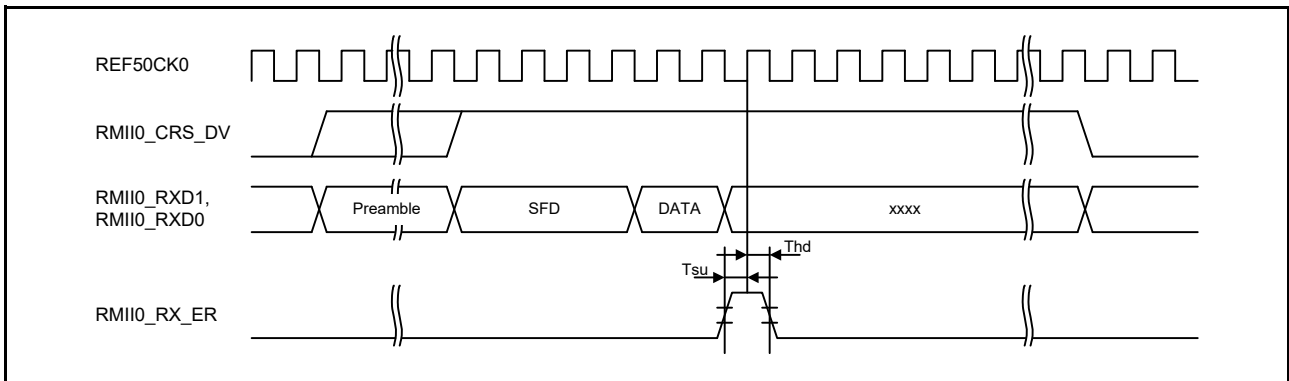 REF50CK0
RMII0_CRS_DV
RMII0_RXD1,
RMII0_RXD0
Preamble
SFD
DATA
xxxx
Thd
Tsu
RMII0_RX_ER